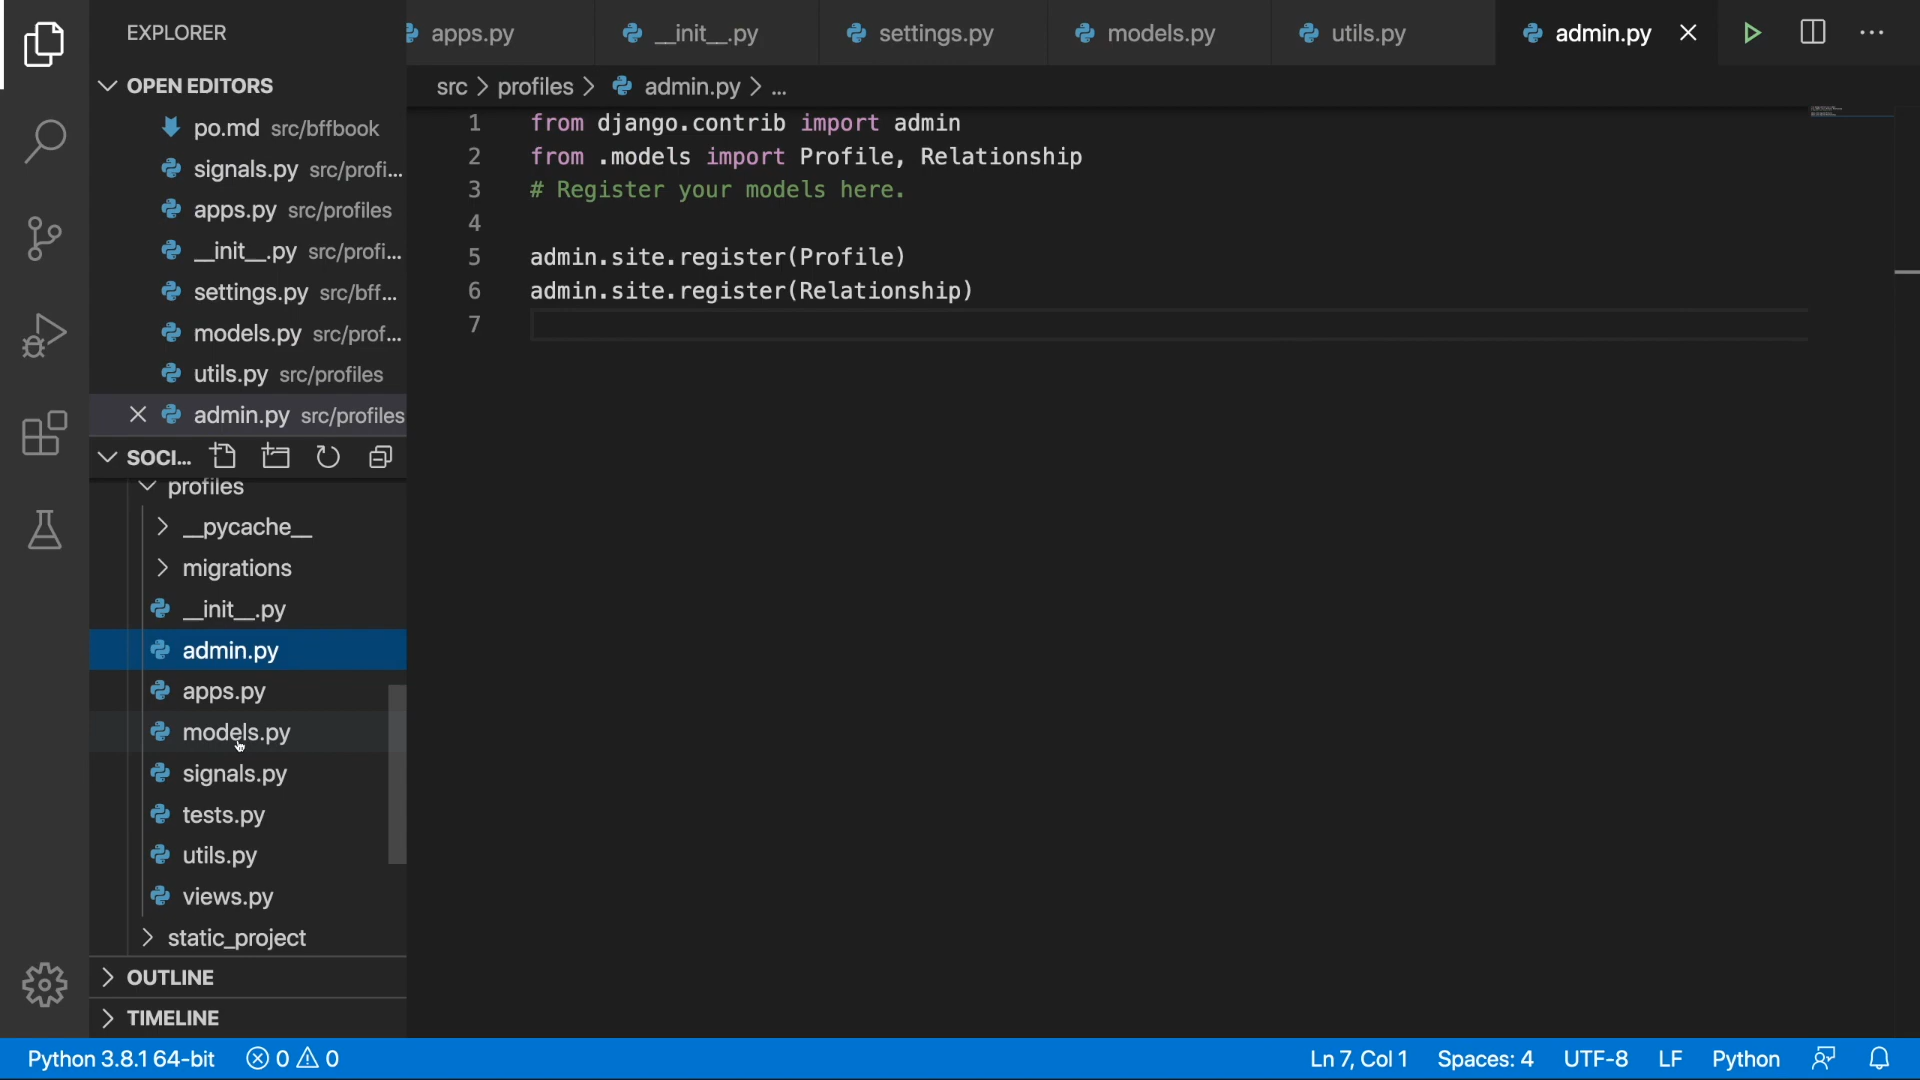 EXPLORER
OPEN EDITORS
po.md src/bffbook
signals.py src/profi...
apps.py src/profiles
__init__.py src/profi...
settings.py src/bff...
models.py src/prof...
utils.py src/profiles
admin.py src/profiles
SOCI...
profiles
__pycache__
migrations
__init__.py
admin.py
apps.py
models.py
signals.py
tests.py
utils.py
views.py
static_project
OUTLINE
TIMELINE
apps.py
__init__.py
settings.py
models.py
utils.py
admin.py
src > profiles > admin.py > ...
1 from django.contrib import admin
2 from .models import Profile, Relationship
3 # Register your models here.
4
5 admin.site.register(Profile)
6 admin.site.register(Relationship)
7
Python 3.8.1 64-bit 0 0 Ln 7, Col 1 Spaces: 4 UTF-8 LF Python